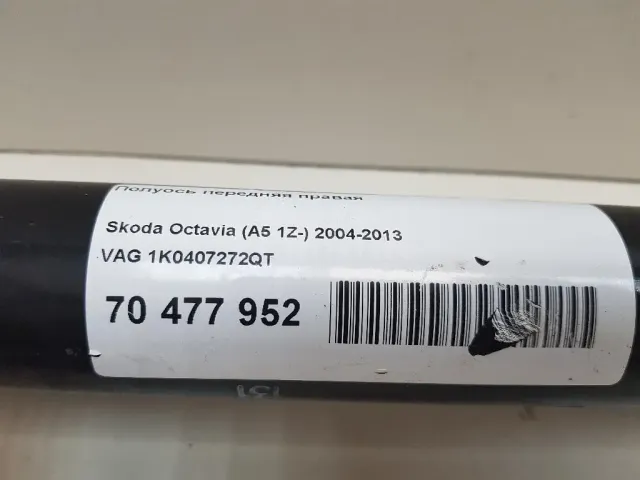 Полуось передняя правая
Skoda Octavia (A5 1Z-) 2004-2013
VAG 1K0407272QT
70 477 952